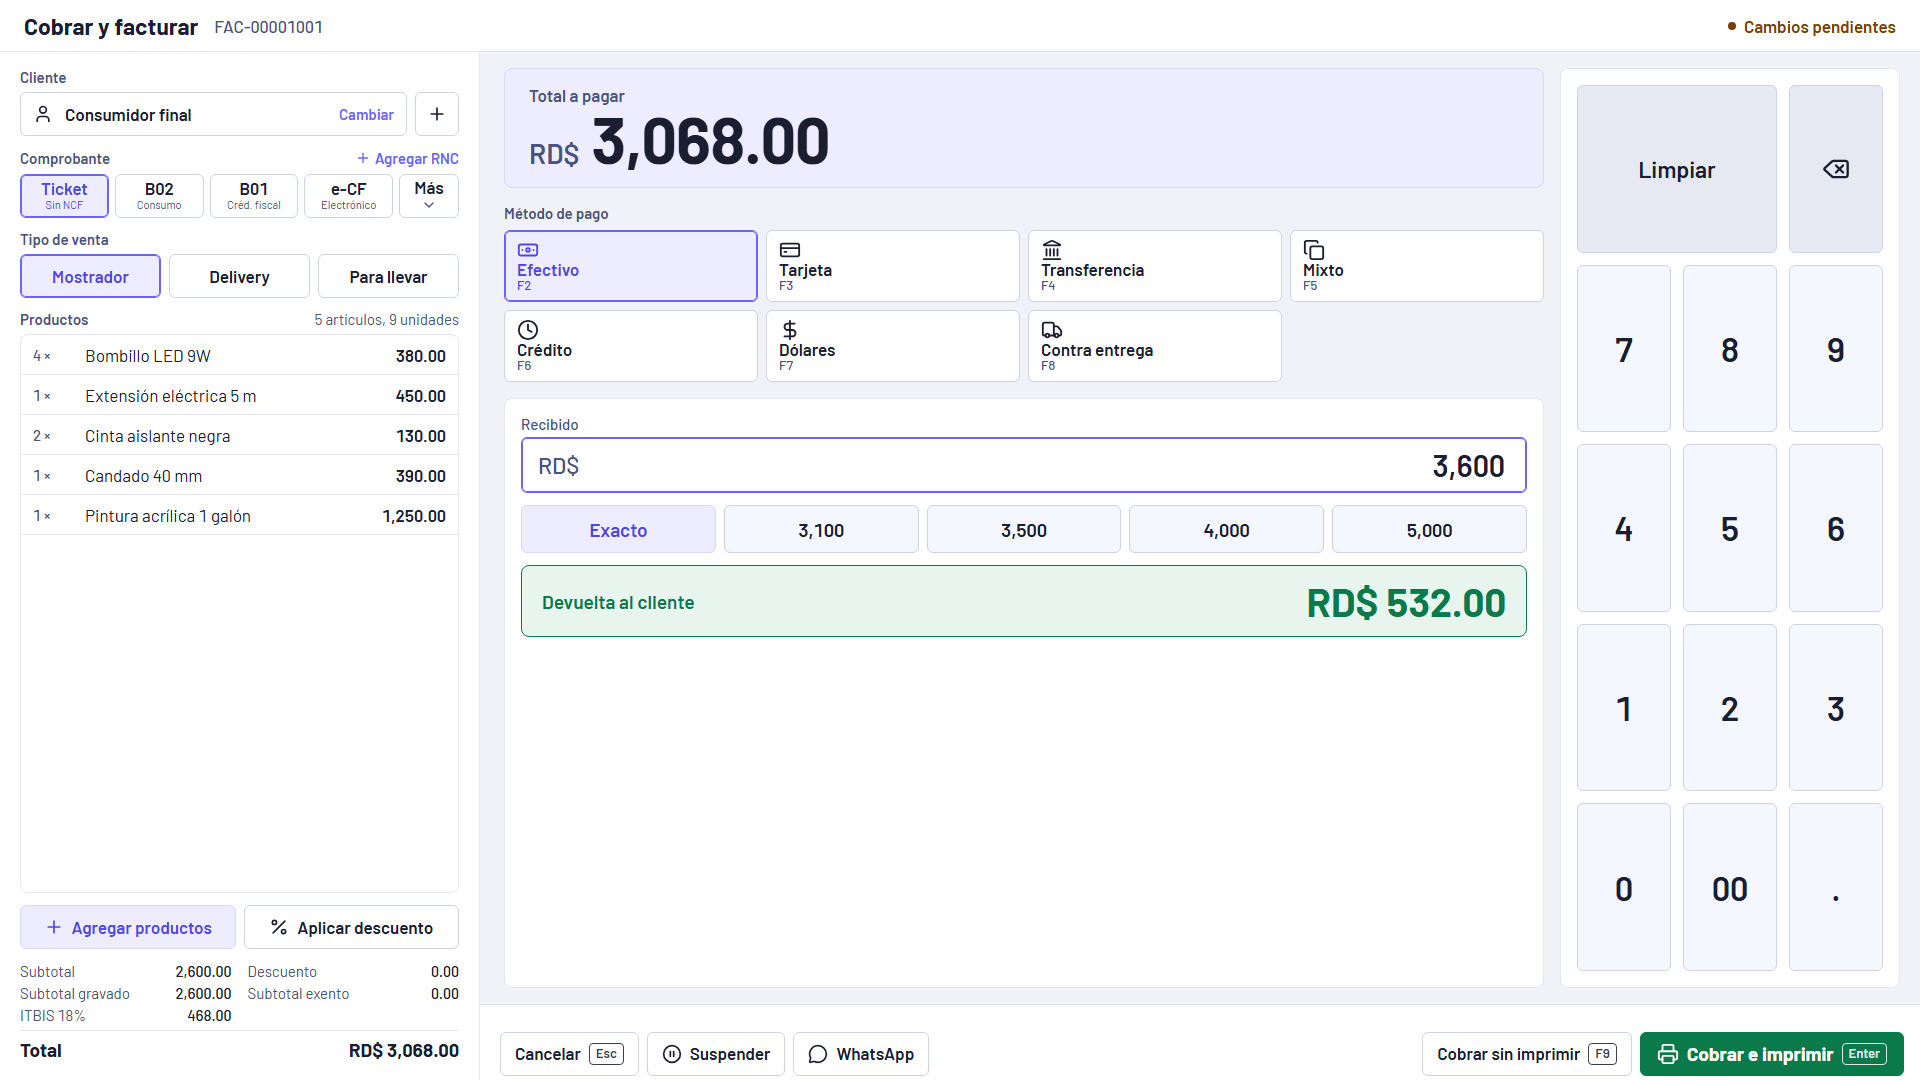 Cobrar y facturar FAC-00001001
Cambios pendientes
Cliente
Consumidor final Cambiar
Comprobante + Agregar RNC
Ticket
Sin NCF
B02
Consumo
B01
Créd. fiscal
e-CF
Electrónico
Más
Tipo de venta
Mostrador
Delivery
Para llevar
Productos 5 artículos, 9 unidades
4 × Bombillo LED 9W 380.00
1 × Extensión eléctrica 5 m 450.00
2 × Cinta aislante negra 130.00
1 × Candado 40 mm 390.00
1 × Pintura acrílica 1 galón 1,250.00
+ Agregar productos
Aplicar descuento
Subtotal 2,600.00 Descuento 0.00
Subtotal gravado 2,600.00 Subtotal exento 0.00
ITBIS 18% 468.00
Total RD$ 3,068.00
Total a pagar
RD$ 3,068.00
Método de pago
Efectivo
F2
Tarjeta
F3
Transferencia
F4
Mixto
F5
Crédito
F6
Dólares
F7
Contra entrega
F8
Recibido
RD$ 3,600
Exacto 3,100 3,500 4,000 5,000
Devuelta al cliente RD$ 532.00
Limpiar
7 8 9
4 5 6
1 2 3
0 00 .
Cancelar Esc
Suspender
WhatsApp
Cobrar sin imprimir F9
Cobrar e imprimir Enter